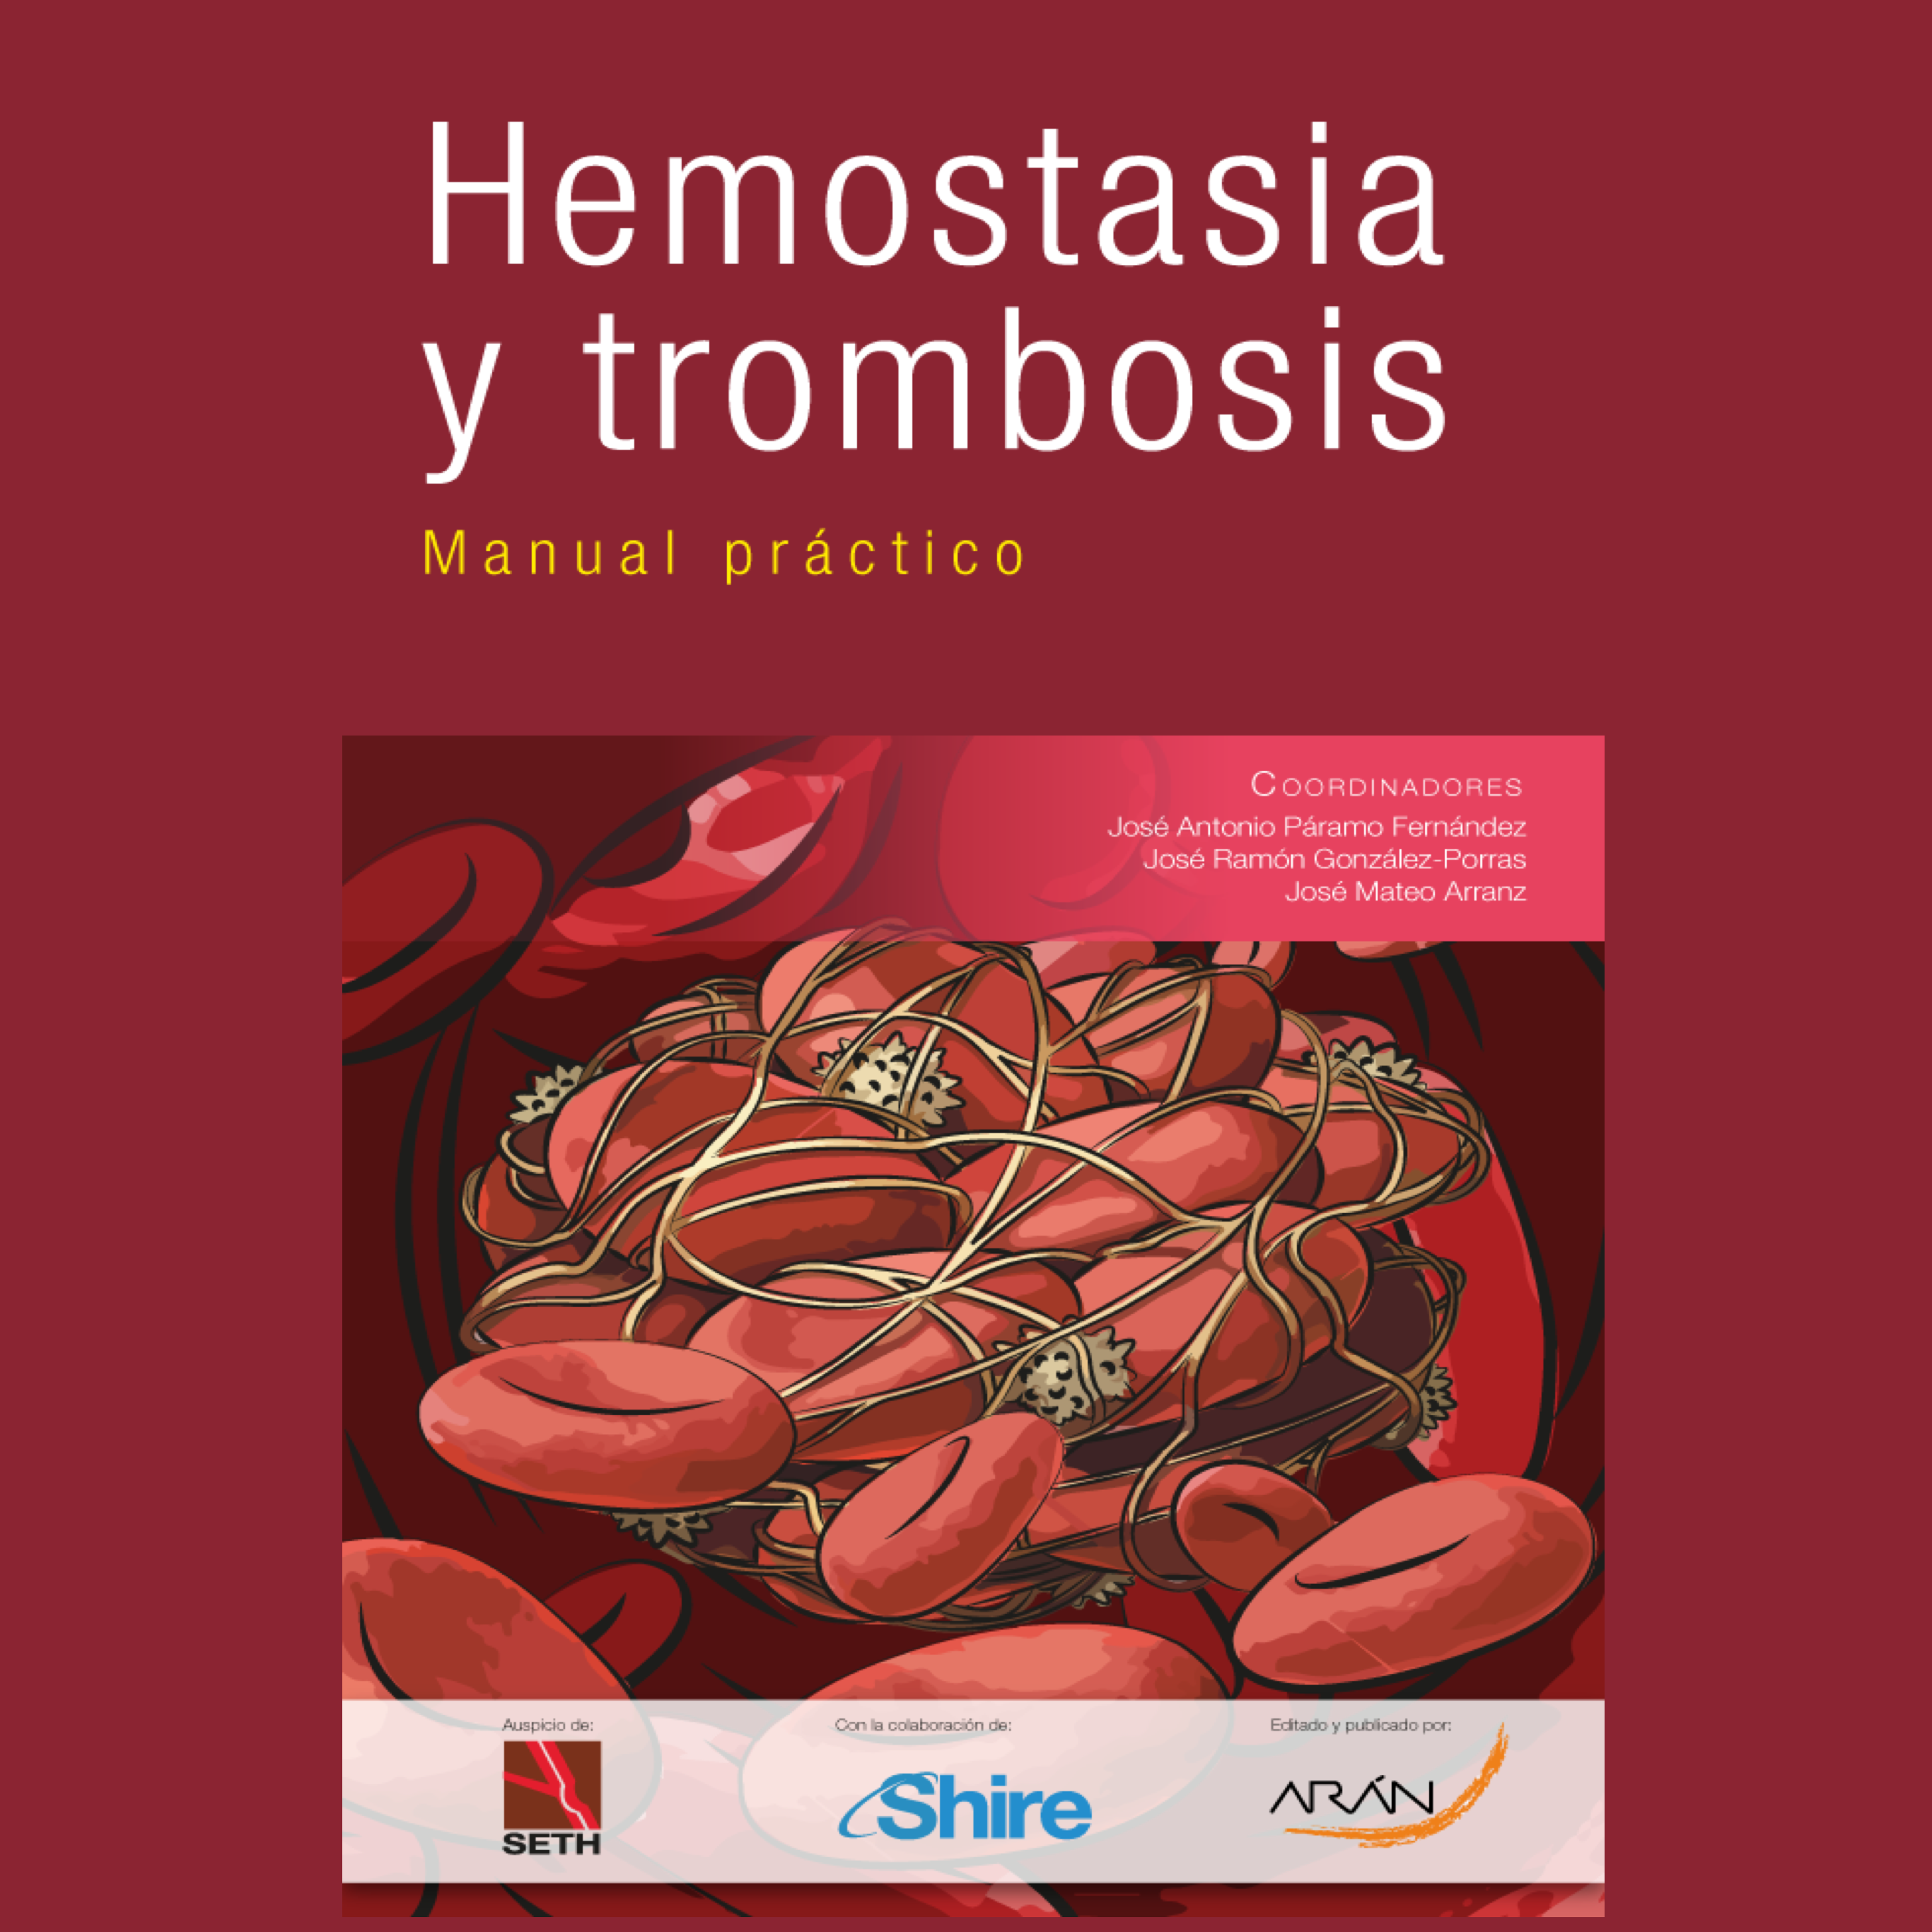 Hemostasia
y trombosis
Manual práctico
COORDINADORES
José Antonio Páramo Fernández
José Ramón González-Porras
José Mateo Arranz
Auspicio de:
SETH
Con la colaboración de:
Shire
Editado y publicado por:
ARÁN